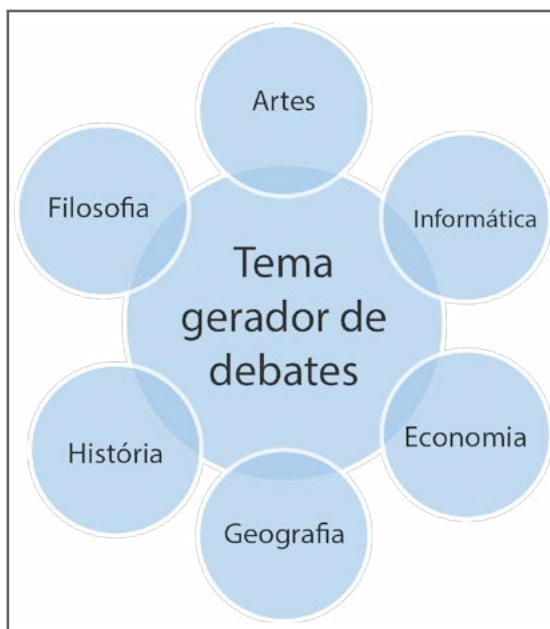 Artes
Filosofia
Informática
Tema
gerador de
debates
História
Economia
Geografia